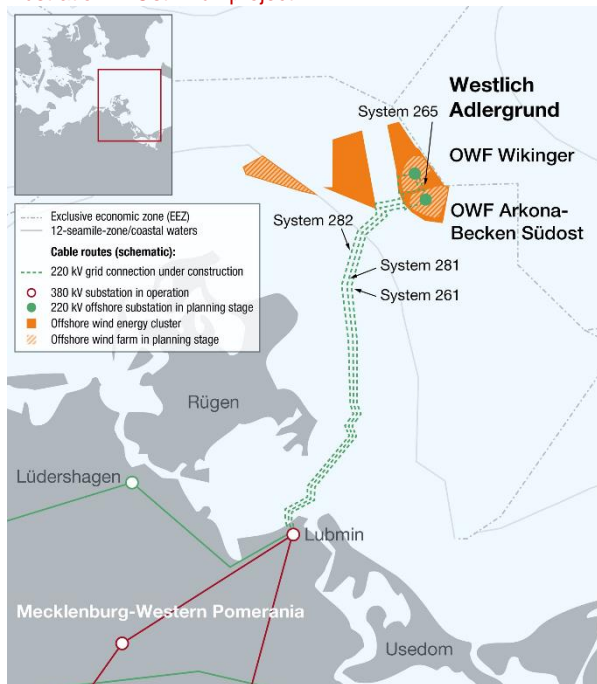 Westlich
Adlergrund
System 265
OWF Wikinger
OWF Arkona-
Becken Südost
System 282
System 281
System 261
Exclusive economic zone (EEZ)
12-seamile-zone/coastal waters
Cable routes (schematic):
220 kV grid connection under construction
380 kV substation in operation
220 kV offshore substation in planning stage
Offshore wind energy cluster
Offshore wind farm in planning stage
Rügen
Lüdershagen
Lubmin
Mecklenburg-Western Pomerania
Usedom